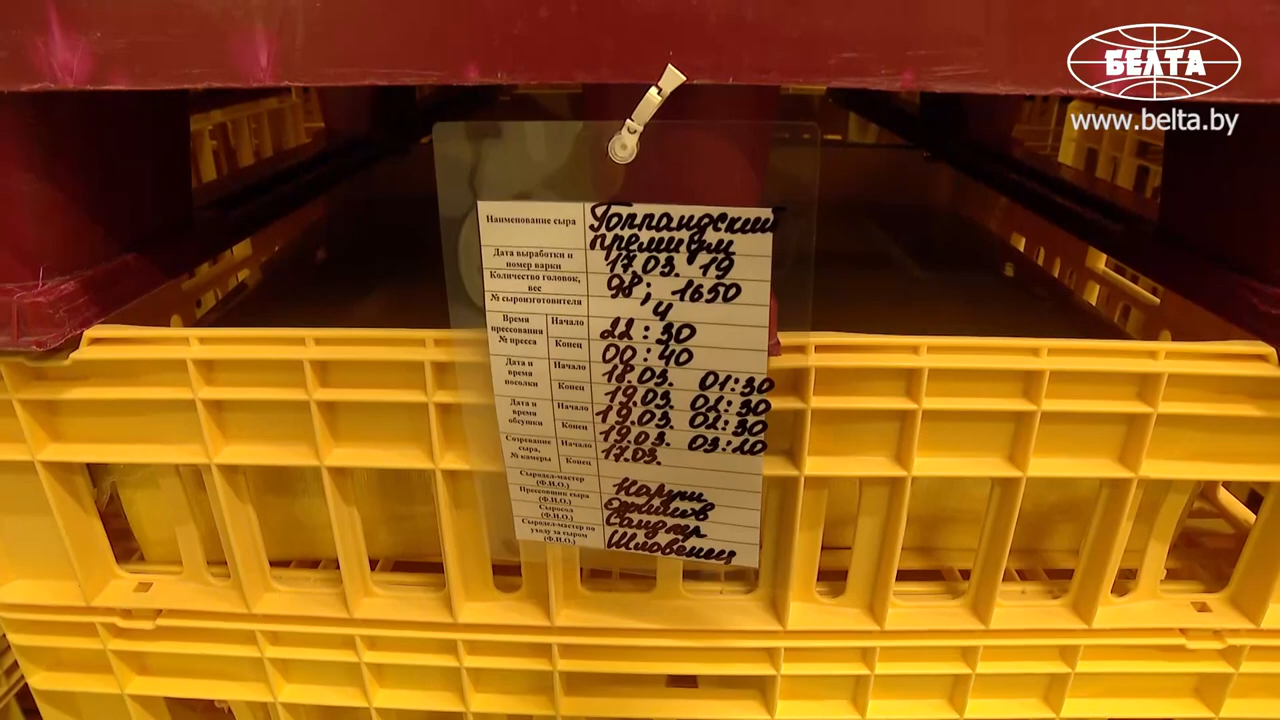 БЕЛТА
www.belta.by
Наименование сыра
Голландский
премиум
Дата выработки и
номер варки
17.03. 19
Количество головок,
вес
98; 1650
№ сыроизготовителя
4
Время
прессования
№ пресса
Начало
22:30
Конец
00:40
Дата и
время
посолки
Начало
18.03. 01:30
Конец
19.03. 02:30
Дата и
время
обсушки
Начало
19.03. 02:30
Конец
19.03. 03:20
Созревание
сыра,
№ камеры
Начало
17.03.
Конец
Сыродел-мастер
(Ф.И.О.)
Прессовщик сыра
(Ф.И.О.)
Сыросол
(Ф.И.О.)
Сандкер
Сыродел-мастер по
уходу за сыром
(Ф.И.О.)
Шловенец